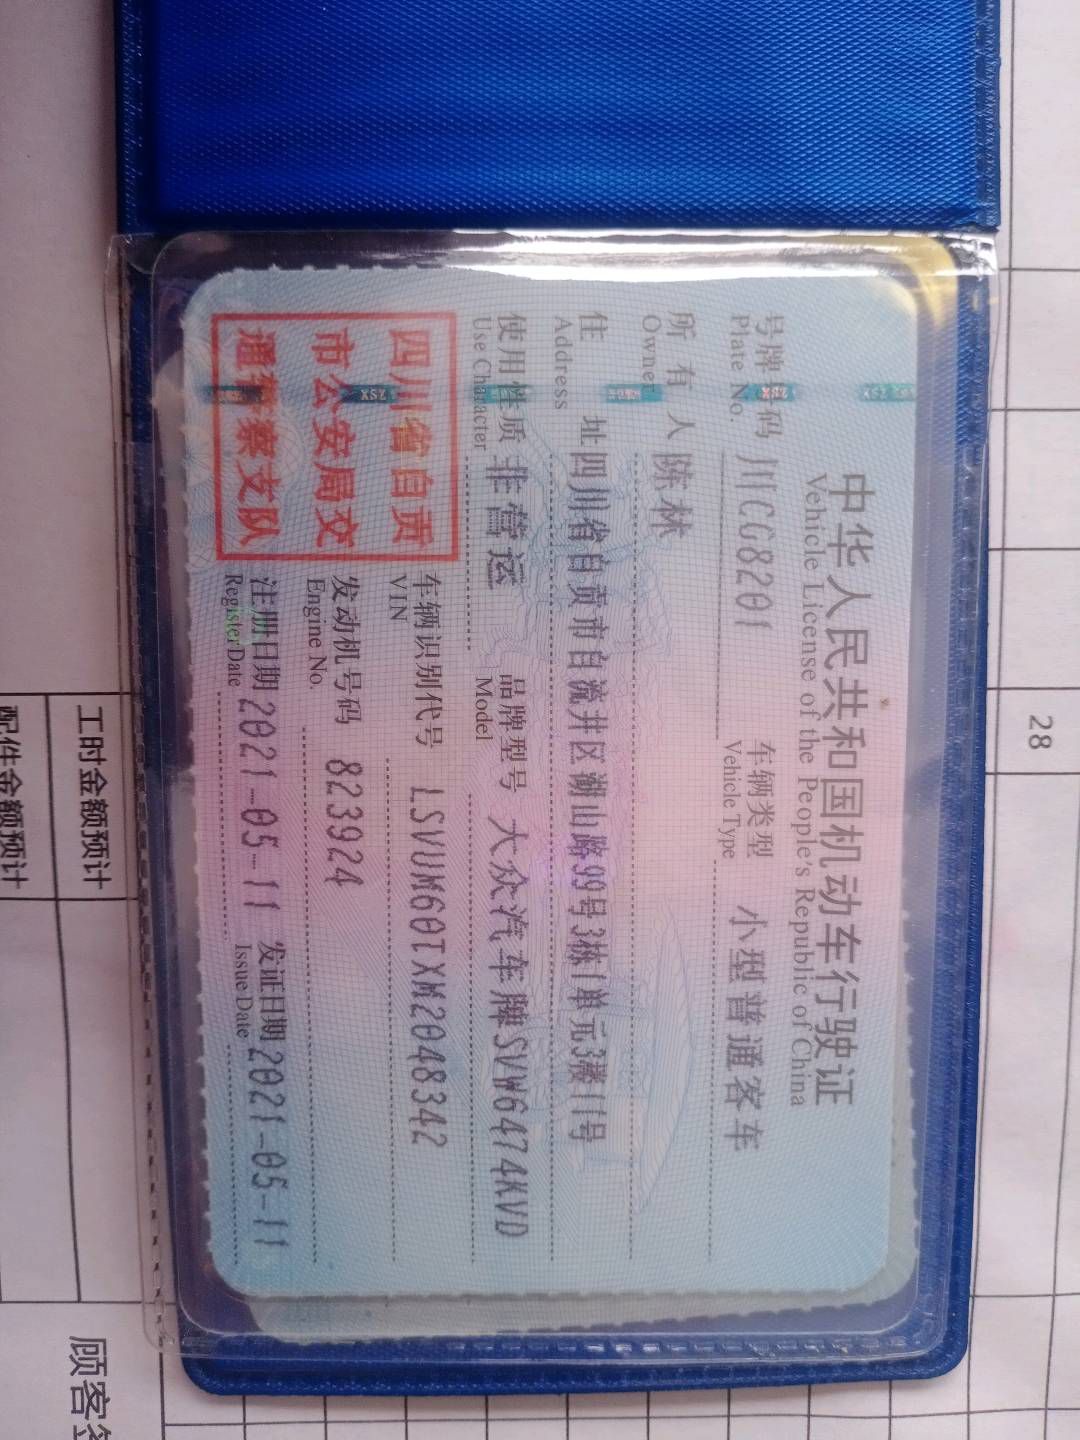 中华人民共和国机动车行驶证
Vehicle License of the People's Republic of China
号牌号码 川CG8201 车辆类型 小型普通客车
Plate No. Vehicle Type
所有人 陈林
Owner
住址 四川省自贡市自流井区湖山路99号3栋1单元3楼11号
Address
使用性质 非营运 品牌型号 大众汽车牌SVW6474KVD
Use Character Model
四川省自贡
市公安局交
通警察支队
车辆识别代号 LSVUM60TXM2048342
VIN
发动机号码 823924
Engine No.
注册日期 2021-05-11 发证日期 2021-05-11
Register Date Issue Date
28
工时金额预计
配件金额预计
顾客